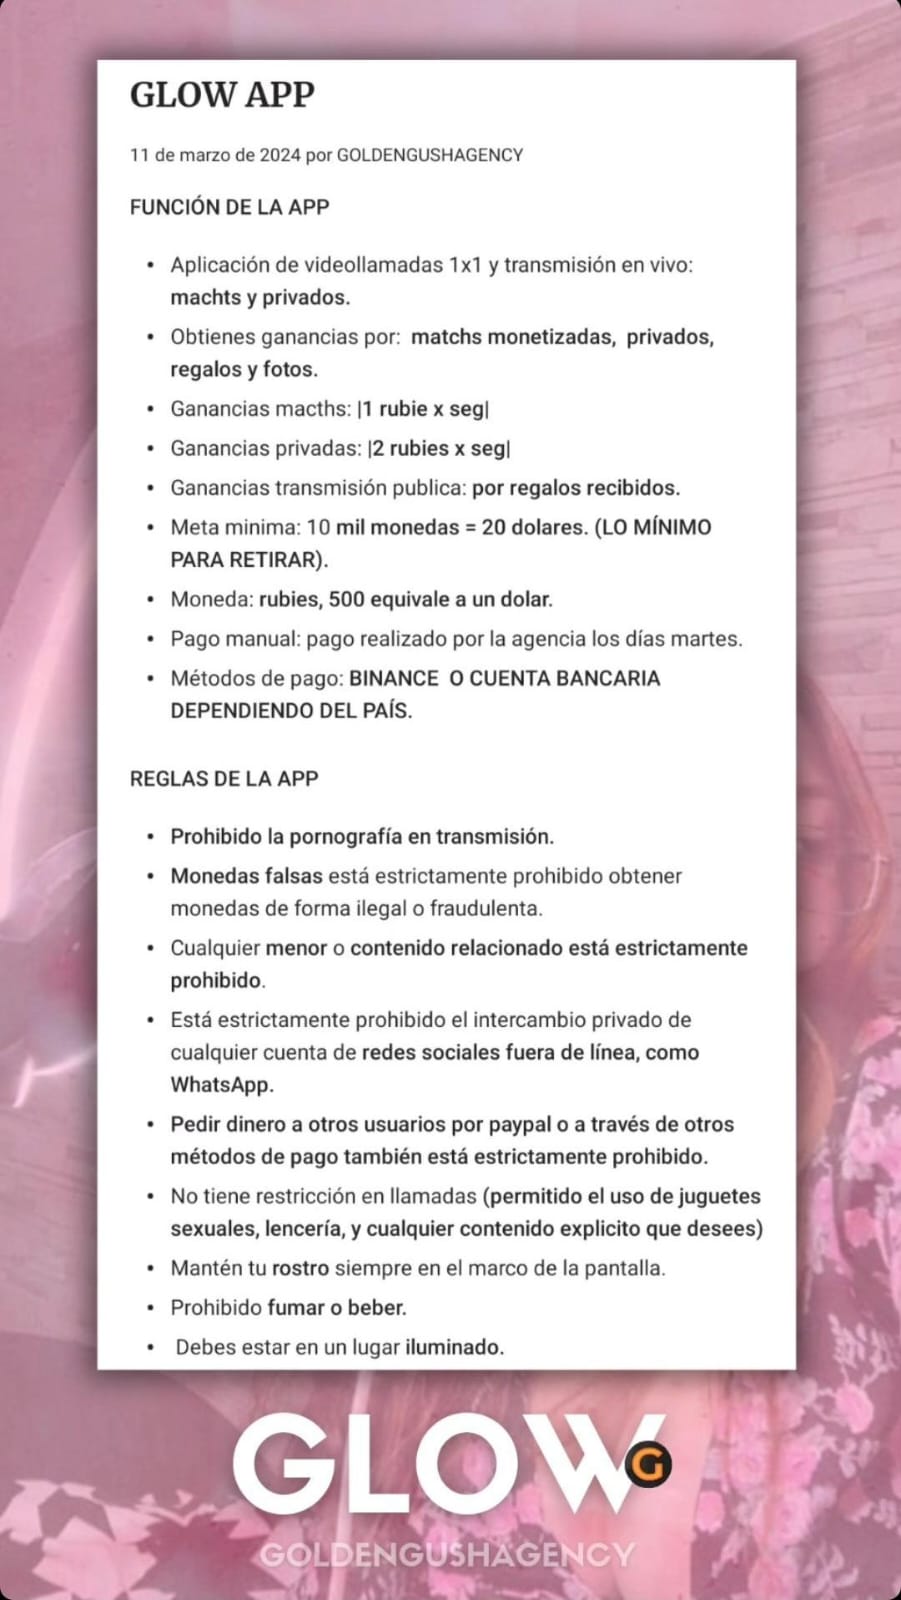 GLOW APP
11 de marzo de 2024 por GOLDENGUSHAGENCY
FUNCIÓN DE LA APP
• Aplicación de videollamadas 1x1 y transmisión en vivo:
machts y privados.
• Obtienes ganancias por: matchs monetizadas, privados,
regalos y fotos.
• Ganancias macths: |1 rubie x seg|
• Ganancias privadas: |2 rubies x seg|
• Ganancias transmisión publica: por regalos recibidos.
• Meta minima: 10 mil monedas = 20 dolares. (LO MÍNIMO
PARA RETIRAR).
• Moneda: rubies, 500 equivale a un dolar.
• Pago manual: pago realizado por la agencia los días martes.
• Métodos de pago: BINANCE O CUENTA BANCARIA
DEPENDIENDO DEL PAÍS.
REGLAS DE LA APP
• Prohibido la pornografía en transmisión.
• Monedas falsas está estrictamente prohibido obtener
monedas de forma ilegal o fraudulenta.
• Cualquier menor o contenido relacionado está estrictamente
prohibido.
• Está estrictamente prohibido el intercambio privado de
cualquier cuenta de redes sociales fuera de línea, como
WhatsApp.
• Pedir dinero a otros usuarios por paypal o a través de otros
métodos de pago también está estrictamente prohibido.
• No tiene restricción en llamadas (permitido el uso de juguetes
sexuales, lencería, y cualquier contenido explicito que desees)
• Mantén tu rostro siempre en el marco de la pantalla.
• Prohibido fumar o beber.
• Debes estar en un lugar iluminado.
GLOW G
GOLDENGUSHAGENCY